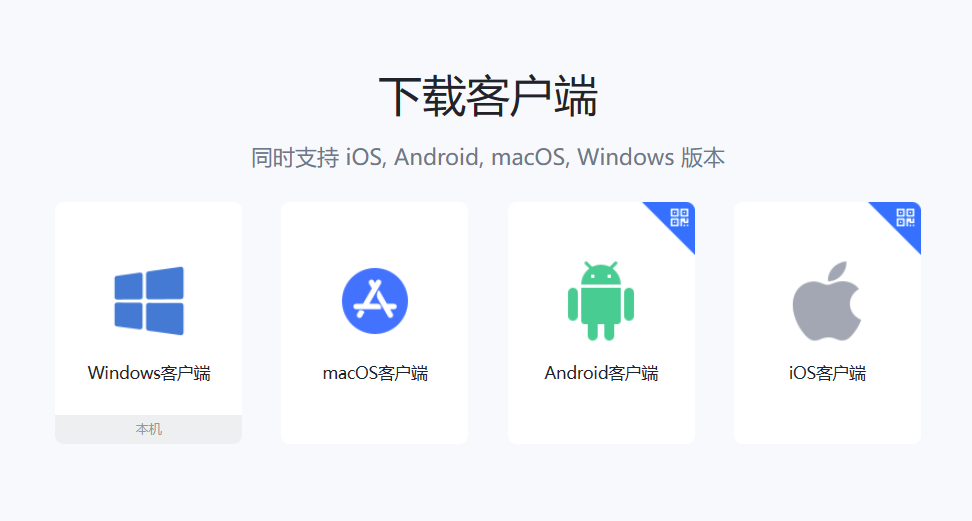 下载客户端
同时支持 iOS, Android, macOS, Windows 版本
Windows客户端
macOS客户端
Android客户端
iOS客户端
本机